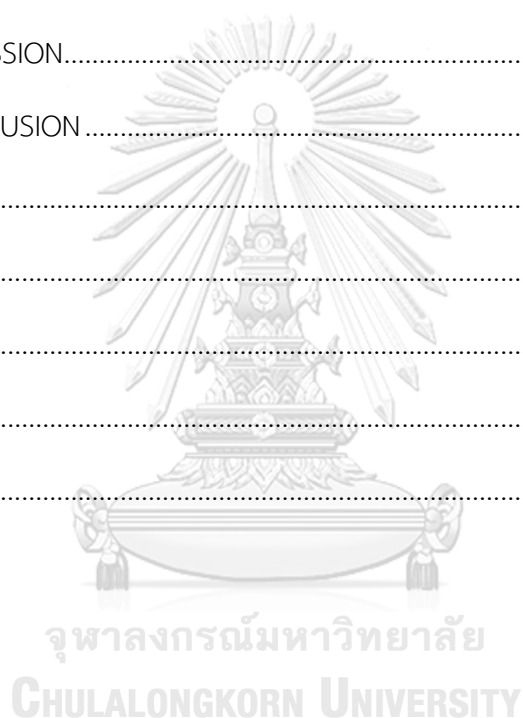 SSION..........................................................................................
USION......................................................................................
..........................................................................................................
..........................................................................................................
..........................................................................................................
..........................................................................................................
..........................................................................................................
จุฬาลงกรณ์มหาวิทยาลัย
CHULALONGKORN UNIVERSITY